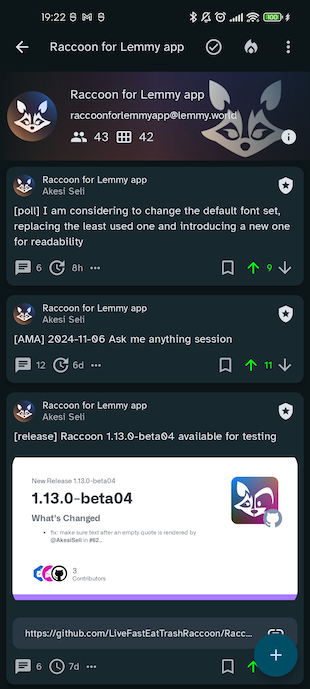 19:22
100
Raccoon for Lemmy app
Raccoon for Lemmy app
raccoonforlemmyapp@lemmy.world
43 42
Raccoon for Lemmy app
Akesi Seli
[poll] I am considering to change the default font set,
replacing the least used one and introducing a new one
for readability
6 8h ••• 9
Raccoon for Lemmy app
Akesi Seli
[AMA] 2024-11-06 Ask me anything session
12 6d ••• 11
Raccoon for Lemmy app
Akesi Seli
[release] Raccoon 1.13.0-beta04 available for testing
New Release 1.13.0-beta04
1.13.0-beta04
What's Changed
• fix: make sure text after an empty quote is rendered by
@AkesiSeli in #62..
3
Contributors
https://github.com/LiveFastEatTrashRaccoon/Racc...
6 7d •••